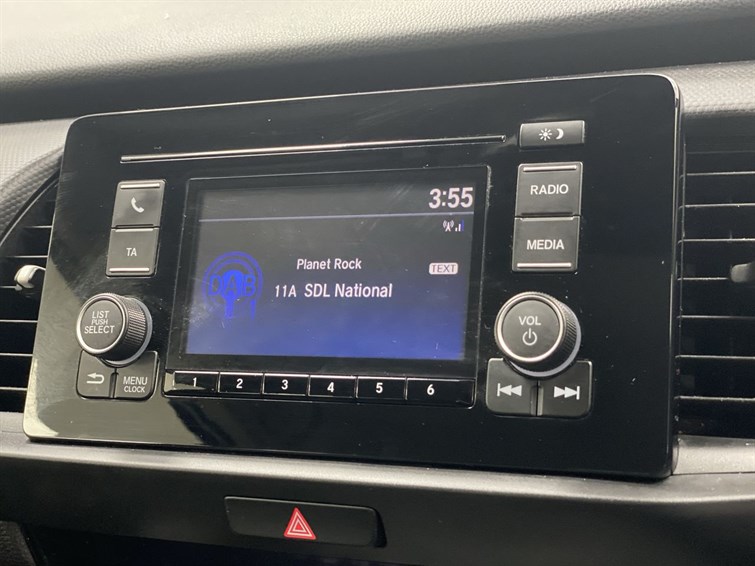 3:55
RADIO
TA
MEDIA
Planet Rock
TEXT
DAB
11A SDL National
LIST
PUSH
SELECT
VOL
MENU
CLOCK
1 2 3 4 5 6